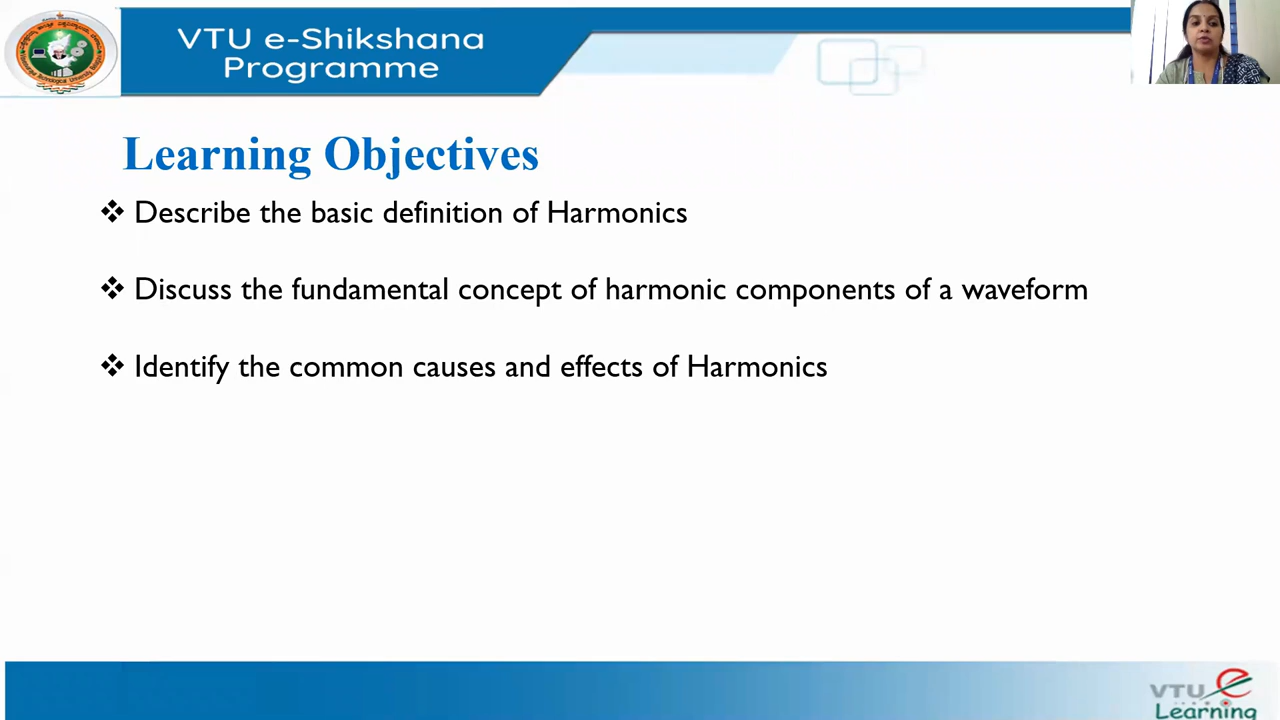 VTU e-Shikshana
Programme
Learning Objectives
❖ Describe the basic definition of Harmonics
❖ Discuss the fundamental concept of harmonic components of a waveform
❖ Identify the common causes and effects of Harmonics
VTU e
Learning